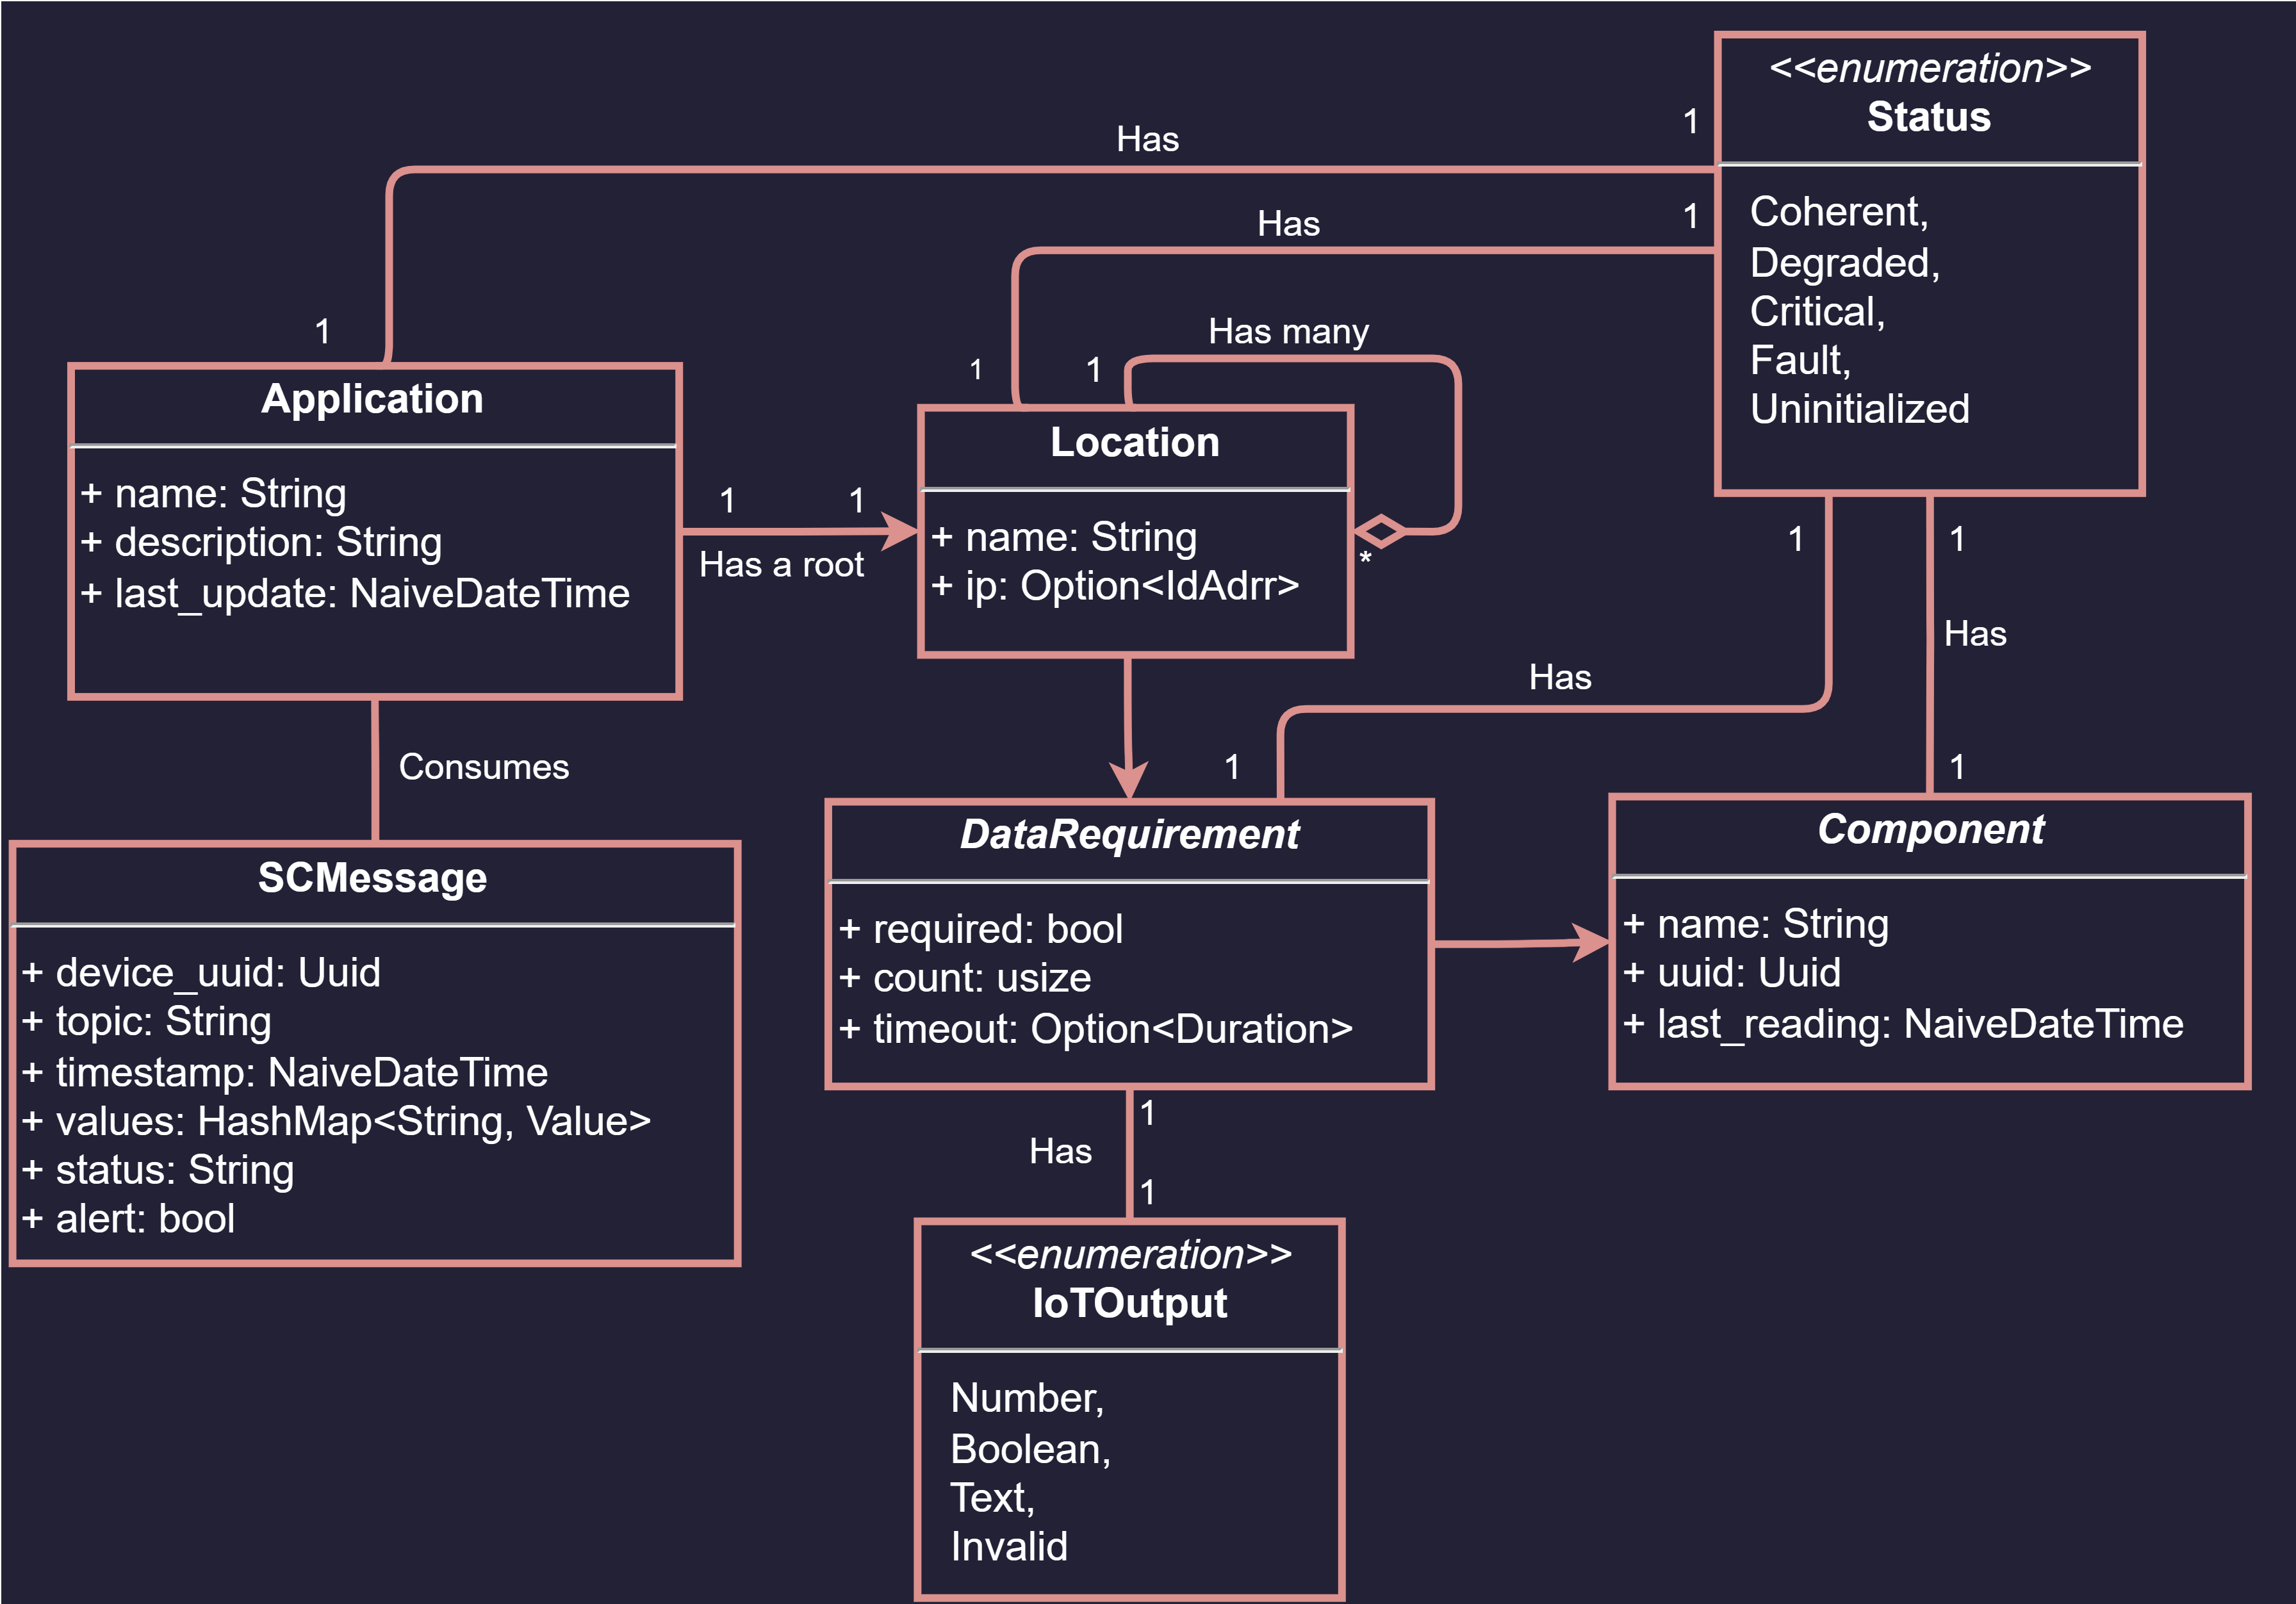 <<enumeration>>
Status
Coherent,
Degraded,
Critical,
Fault,
Uninitialized
Has
1
1
Has
1
1
Has many
1
*
Application
+ name: String
+ description: String
+ last_update: NaiveDateTime
1
1
Has a root
Location
+ name: String
+ ip: Option<IdAdrr>
1
1
Has
Has
1
1
Consumes
SCMessage
+ device_uuid: Uuid
+ topic: String
+ timestamp: NaiveDateTime
+ values: HashMap<String, Value>
+ status: String
+ alert: bool
DataRequirement
+ required: bool
+ count: usize
+ timeout: Option<Duration>
Component
+ name: String
+ uuid: Uuid
+ last_reading: NaiveDateTime
1
Has
1
<<enumeration>>
IoTOutput
Number,
Boolean,
Text,
Invalid